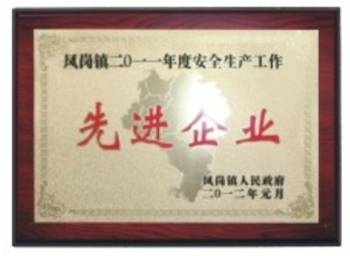 凤岗镇二〇一一年度安全生产工作
先进企业
凤岗镇人民政府
二〇一二年元月